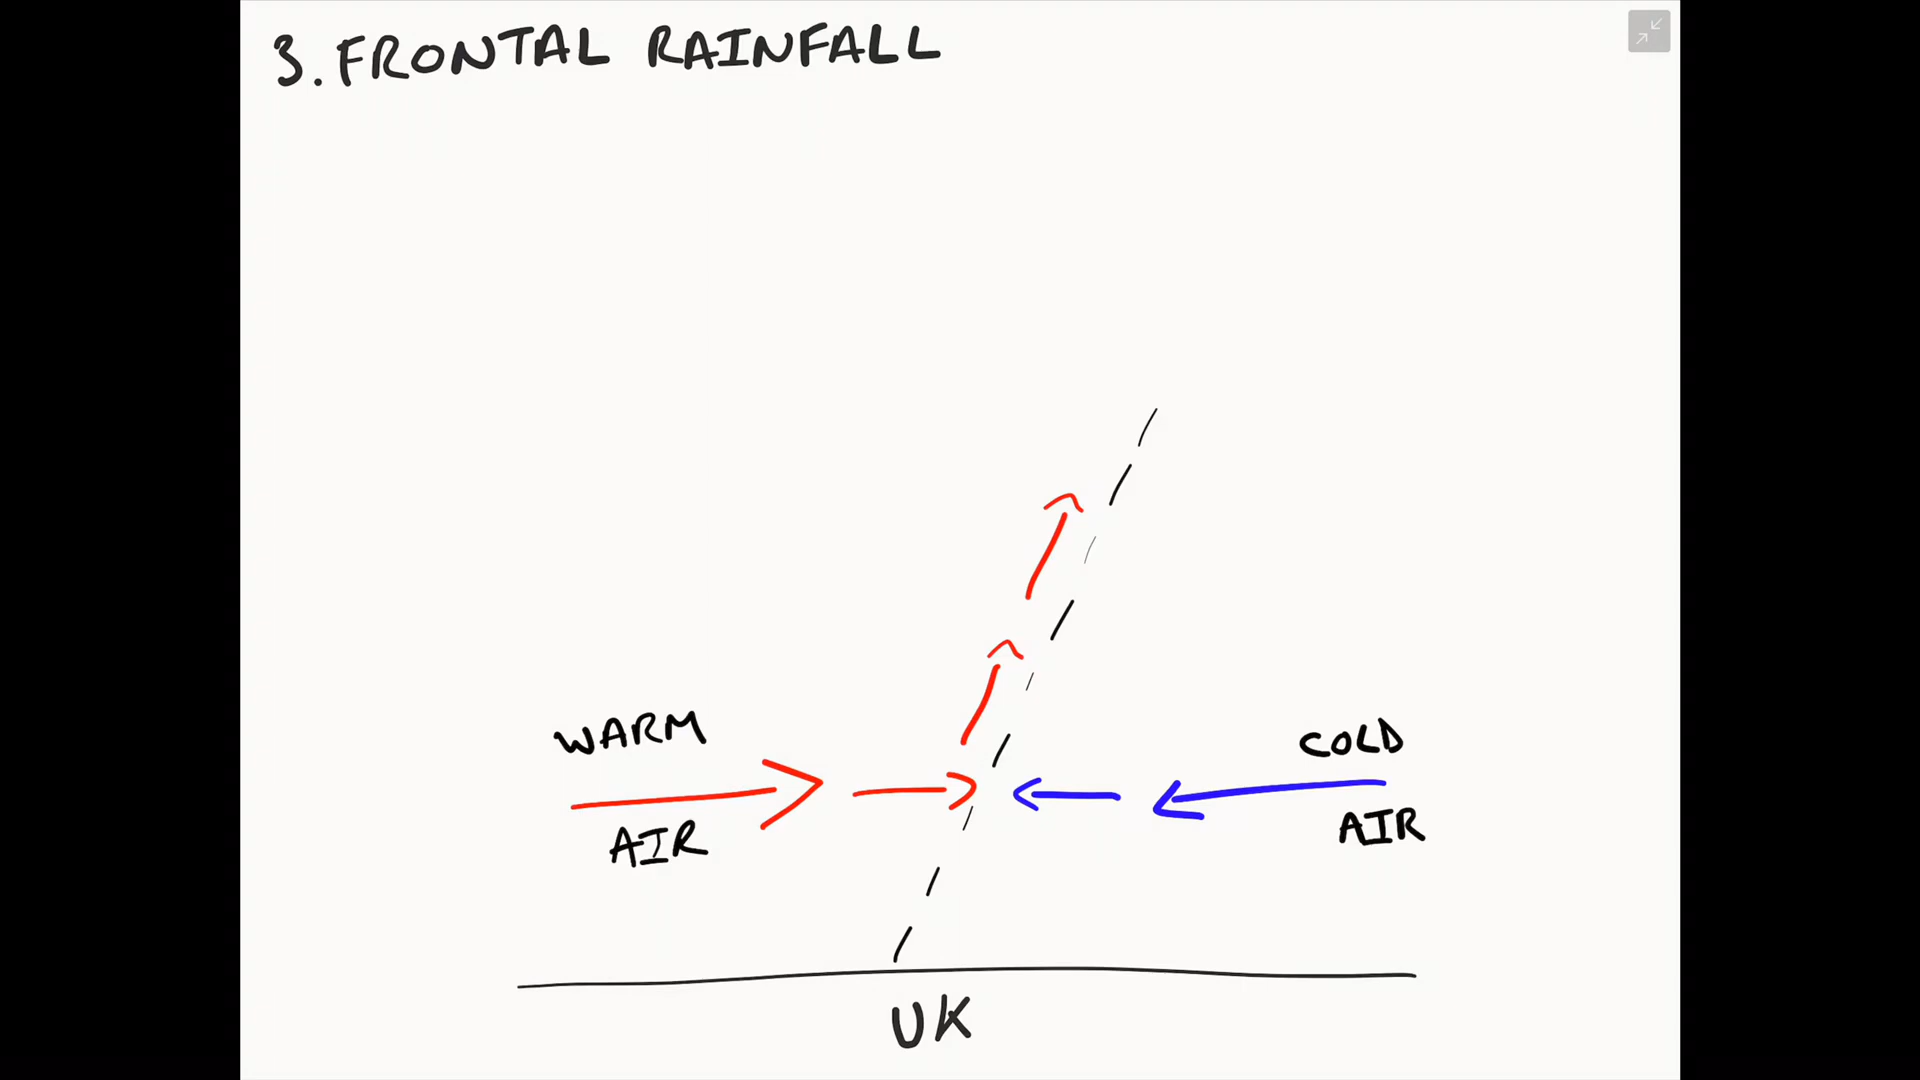 3. FRONTAL RAINFALL
WARM
AIR
COLD
AIR
UK